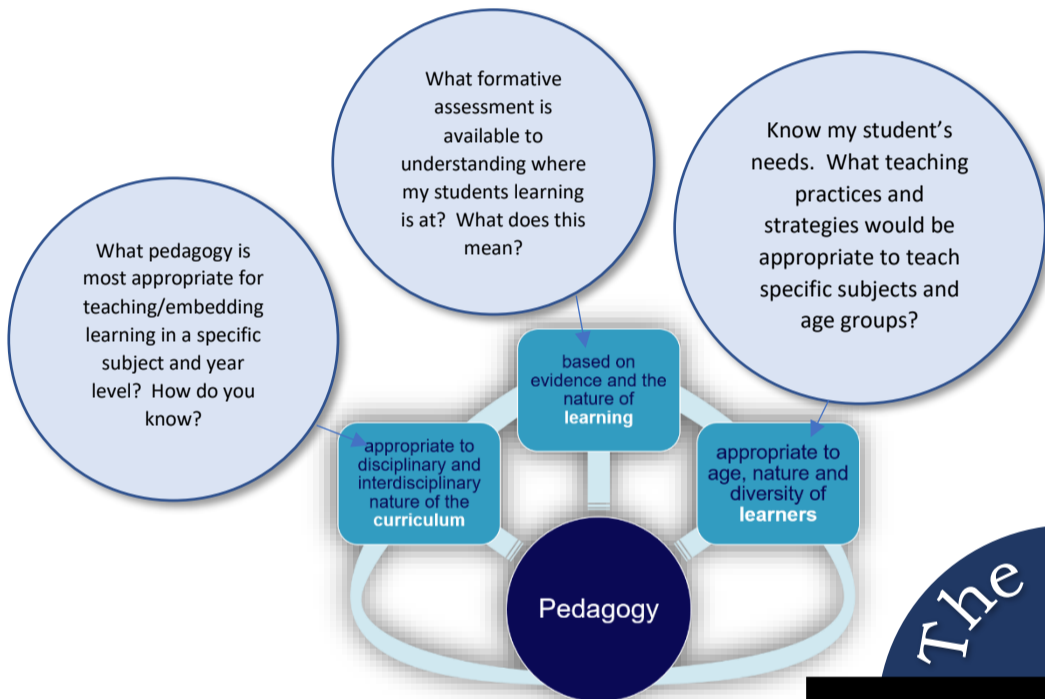 What pedagogy is
most appropriate for
teaching/embedding
learning in a specific
subject and year
level?  How do you
know?
What formative
assessment is
available to
understanding where
my students learning
is at?  What does this
mean?
Know my student’s
needs.  What teaching
practices and
strategies would be
appropriate to teach
specific subjects and
age groups?
appropriate to
disciplinary and
interdisciplinary
nature of the
curriculum
based on
evidence and the
nature of
learning
appropriate to
age, nature and
diversity of
learners
Pedagogy
The